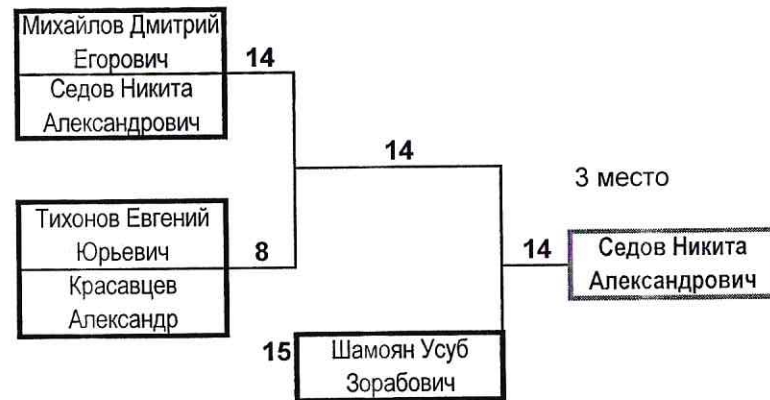 Михайлов Дмитрий
Егорович
14
Седов Никита
Александрович
14
3 место
Тихонов Евгений
Юрьевич
8
Красавцев
Александр
14
Седов Никита
Александрович
15
Шамоян Усуб
Зорабович